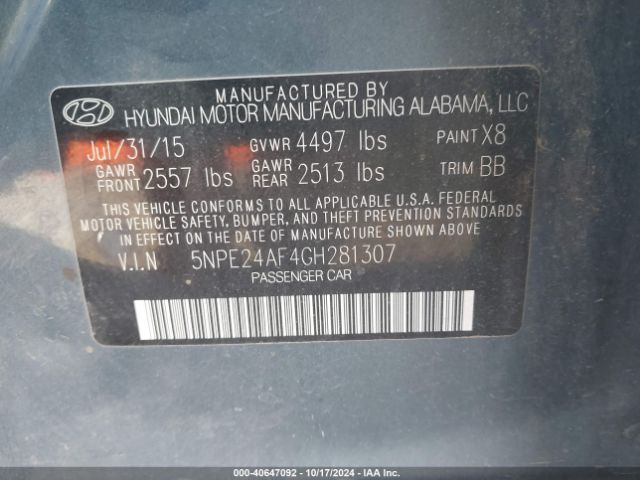 MANUFACTURED BY
HYUNDAI MOTOR MANUFACTURING ALABAMA, LLC
Jul/31/15 GVWR 4497 lbs PAINT X8
GAWR FRONT 2557 lbs GAWR REAR 2513 lbs TRIM BB
THIS VEHICLE CONFORMS TO ALL APPLICABLE U.S.A. FEDERAL
MOTOR VEHICLE SAFETY, BUMPER, AND THEFT PREVENTION STANDARDS
IN EFFECT ON THE DATE OF MANUFACTURE SHOWN ABOVE
V.I.N 5NPE24AF4GH281307
PASSENGER CAR
000-40647092 - 10/17/2024 - IAA Inc.